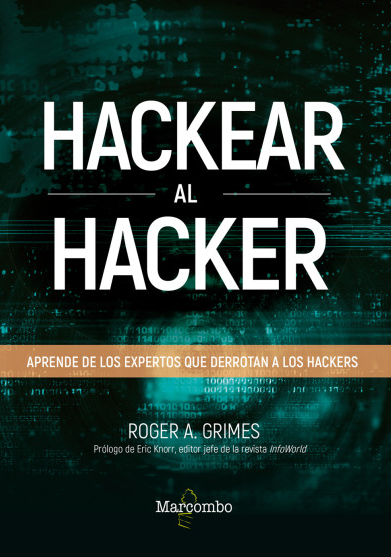 HACKEAR
AL
HACKER
APRENDE DE LOS EXPERTOS QUE DERROTAN A LOS HACKERS
ROGER A. GRIMES
Prólogo de Eric Knorr, editor jefe de la revista InfoWorld
Marcombo